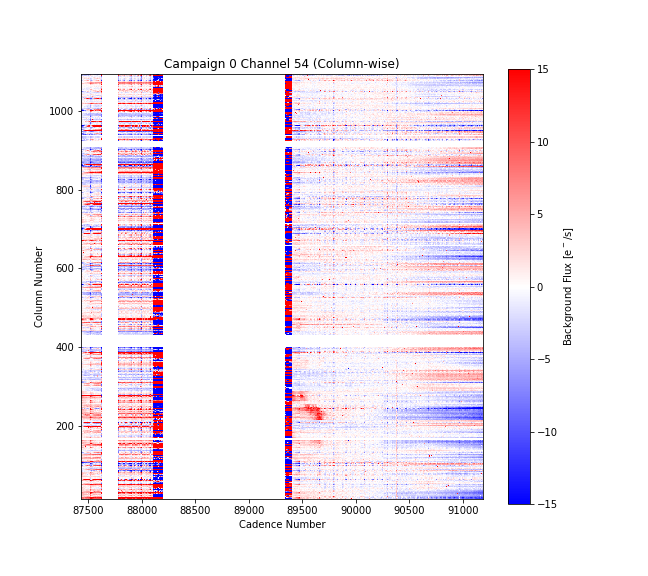 Campaign 0 Channel 54 (Column-wise)
1000
800
600
400
200
Column Number
87500 88000 88500 89000 89500 90000 90500 91000
Cadence Number
15
10
5
0
−5
−10
−15
Background Flux [e⁻/s]